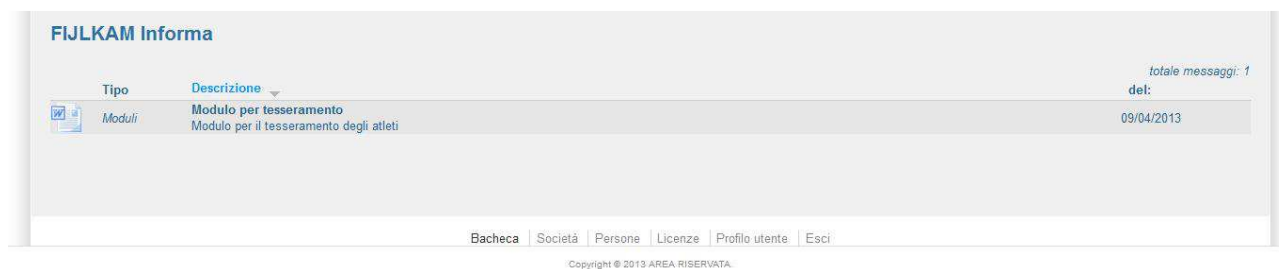 FIJLKAM Informa
totale messaggi: 1
Tipo Descrizione del:
Moduli Modulo per tesseramento 09/04/2013
Modulo per il tesseramento degli atleti
Bacheca Società Persone Licenze Profilo utente Esci
Copyright © 2013 AREA RISERVATA